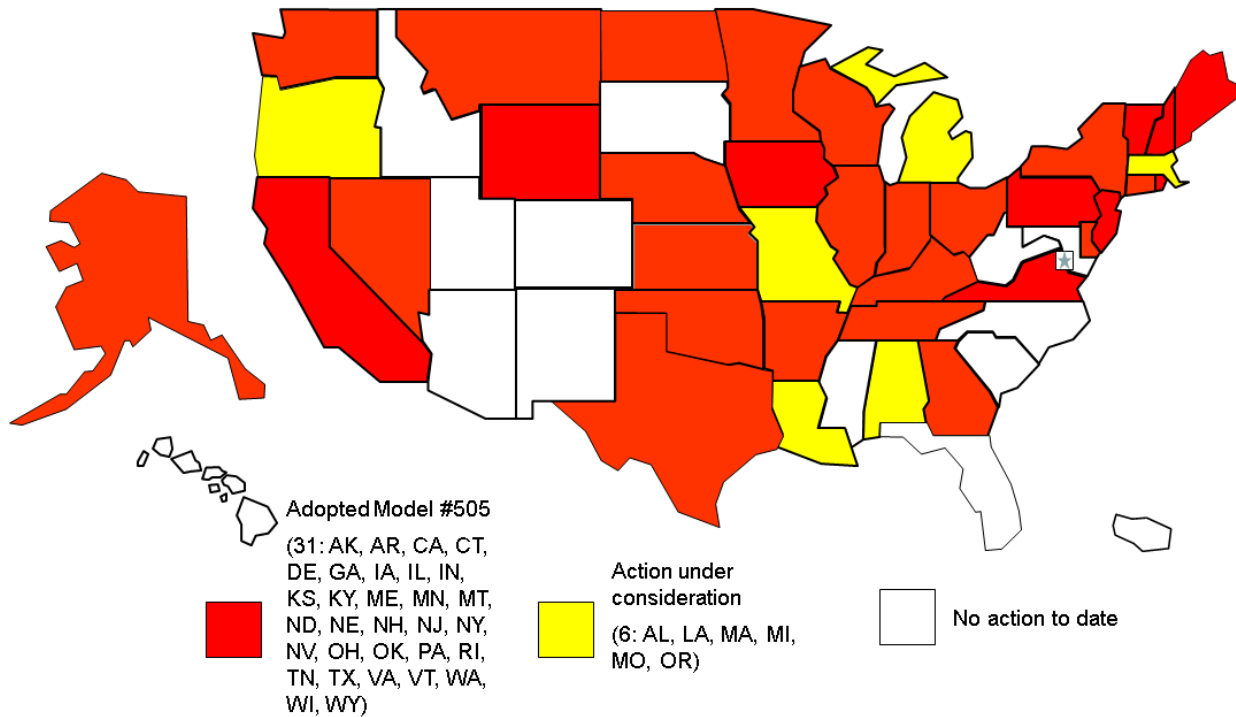 Adopted Model #505
(31: AK, AR, CA, CT,
DE, GA, IA, IL, IN,
KS, KY, ME, MN, MT,
ND, NE, NH, NJ, NY,
NV, OH, OK, PA, RI,
TN, TX, VA, VT, WA,
WI, WY)
Action under
consideration
(6: AL, LA, MA, MI,
MO, OR)
No action to date